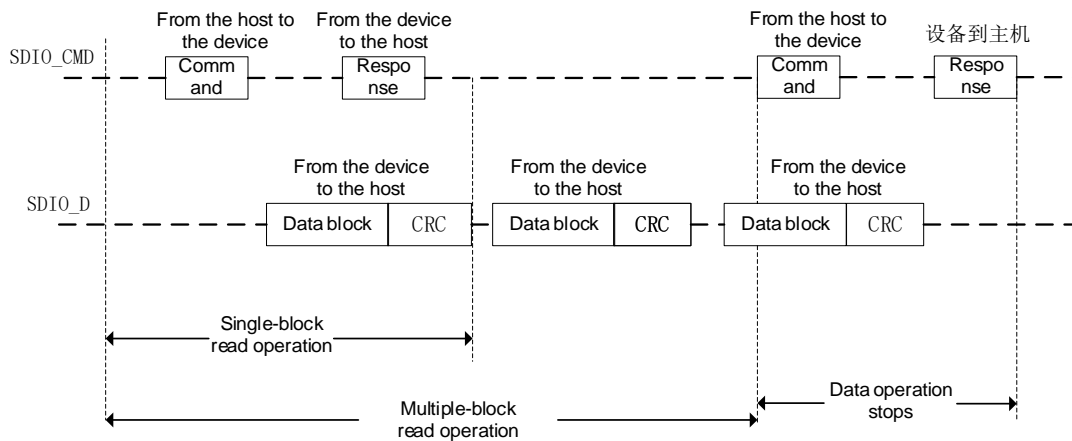 From the host to
the device
From the device
to the host
From the host to
the device
设备到主机
SDIO_CMD
Comm
and
Respo
nse
Comm
and
Respo
nse
From the device
to the host
From the device
to the host
From the device
to the host
SDIO_D
Data block
CRC
Data block
CRC
Data block
CRC
Single-block
read operation
Multiple-block
read operation
Data operation
stops